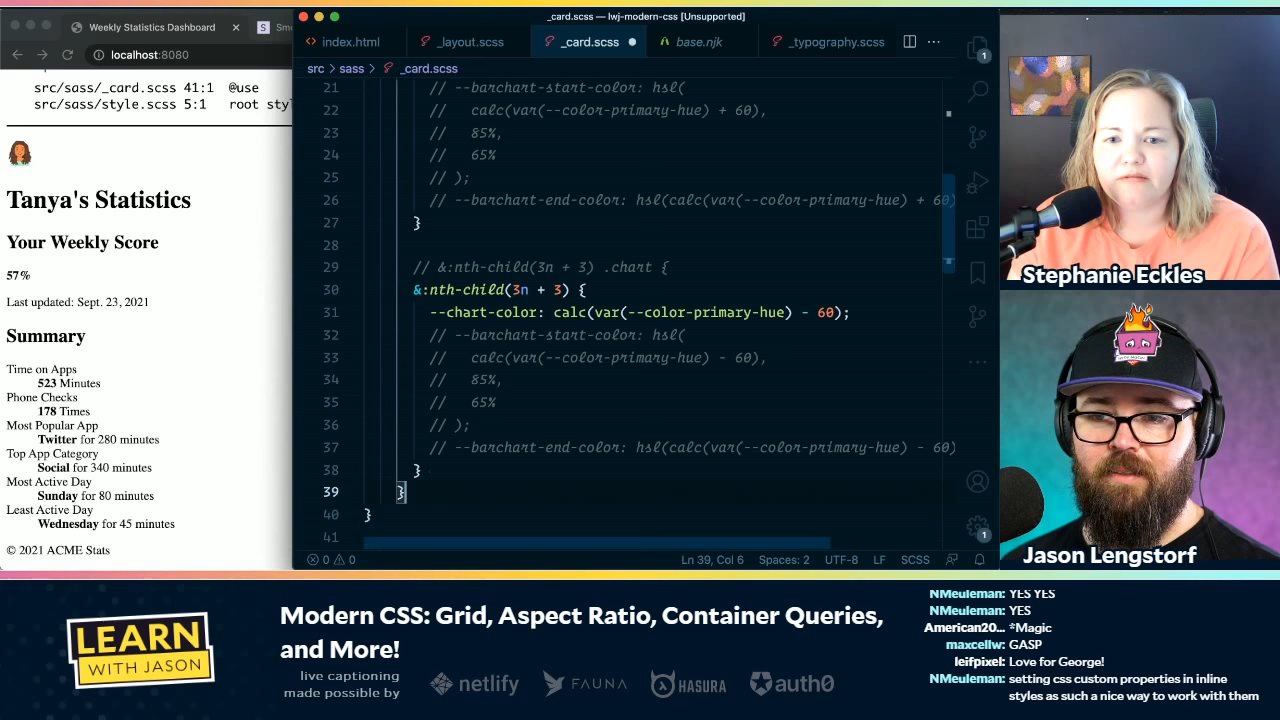 _card.scss — lwj-modern-css [Unsupported]
Weekly Statistics Dashboard
localhost:8080
index.html
_layout.scss
_card.scss
base.njk
_typography.scss
src > sass > _card.scss
src/sass/_card.scss 41:1 @use
src/sass/style.scss 5:1 root
Tanya's Statistics
Your Weekly Score
57%
Last updated: Sept. 23, 2021
Summary
Time on Apps
523 Minutes
Phone Checks
178 Times
Most Popular App
Twitter for 280 minutes
Top App Category
Social for 340 minutes
Most Active Day
Sunday for 80 minutes
Least Active Day
Wednesday for 45 minutes
© 2021 ACME Stats
21 // --barchart-start-color: hsl(
22 // calc(var(--color-primary-hue) + 60),
23 // 85%,
24 // 65%
25 // );
26 // --barchart-end-color: hsl(calc(var(--color-primary-hue) + 60)
27 }
28
29 // &:nth-child(3n + 3) .chart {
30 &:nth-child(3n + 3) {
31 --chart-color: calc(var(--color-primary-hue) - 60);
32 // --barchart-start-color: hsl(
33 // calc(var(--color-primary-hue) - 60),
34 // 85%,
35 // 65%
36 // );
37 // --barchart-end-color: hsl(calc(var(--color-primary-hue) - 60)
38 }
39 }
40 }
41
0 0
Ln 39, Col 6
Spaces: 2
UTF-8
LF
SCSS
1
1
Stephanie Eckles
Jason Lengstorf
LEARN
WITH JASON
Modern CSS: Grid, Aspect Ratio, Container Queries,
and More!
live captioning
made possible by
netlify
FAUNA
HASURA
auth0
NMeuleman: YES YES
NMeuleman: YES
American20... *Magic
maxcellw: GASP
leifpixel: Love for George!
NMeuleman: setting css custom properties in inline
styles as such a nice way to work with them